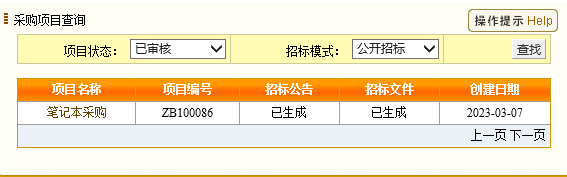 采购项目查询 操作提示 Help
项目状态： 已审核 招标模式： 公开招标 查找
项目名称 项目编号 招标公告 招标文件 创建日期
笔记本采购 ZB100086 已生成 已生成 2023-03-07
上一页 下一页